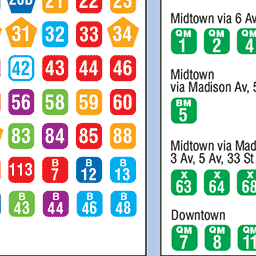 20B 21 22 23
31 32 33 34
42 43 44 46
56 58 59 60
83 84 85 88
113 B 7 B 12 B 13
B 43 B 44 B 46 B 48
Midtown via 6 Av
QM 1 QM 2 QM 4
Midtown
via Madison Av, 5
BM 5
Midtown via Mad
3 Av, 5 Av, 33 St
X 63 X 64 X 68
Downtown
QM 7 QM 8 QM 11